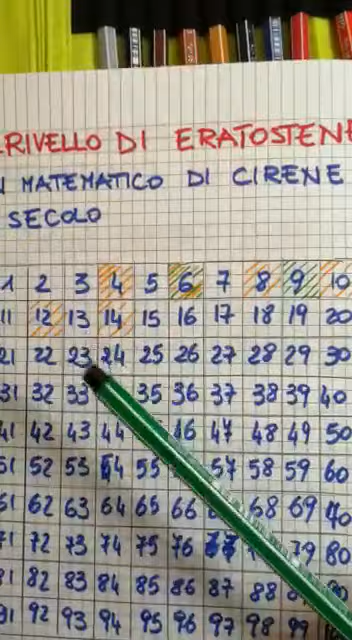 CRIVELLO DI ERATOSTENE
MATEMATICO DI CIRENE
SECOLO
1 2 3 4 5 6 7 8 9 10
11 12 13 14 15 16 17 18 19 20
21 22 23 24 25 26 27 28 29 30
31 32 33 35 36 37 38 39 40
41 42 43 44 46 47 48 49 50
51 52 53 54 55 57 58 59 60
61 62 63 64 65 66 68 69 70
71 72 73 74 75 76 77 79 80
81 82 83 84 85 86 87 88
91 92 93 94 95 96 97 98 99